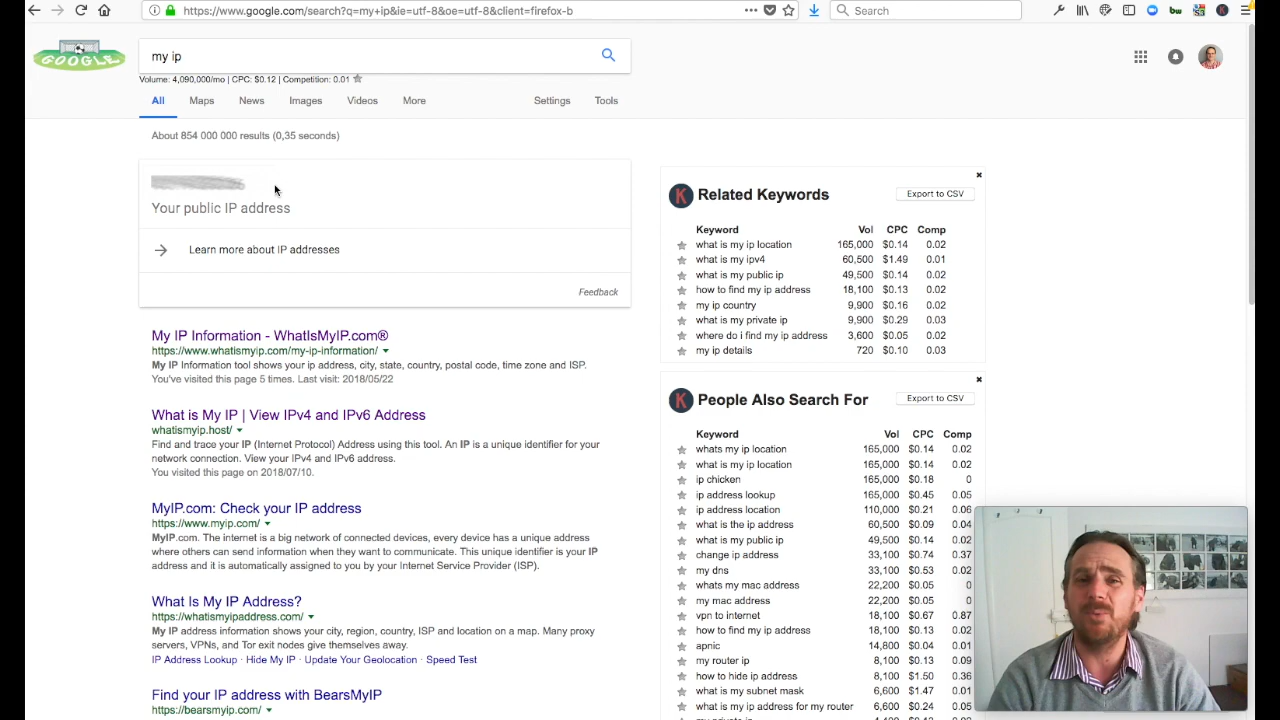 https://www.google.com/search?q=my+ip&ie=utf-8&oe=utf-8&client=firefox-b
Search
GOOGLE
my ip
Volume: 4,090,000/mo | CPC: $0.12 | Competition: 0.01
All Maps News Images Videos More Settings Tools
About 854 000 000 results (0,35 seconds)
Your public IP address
Learn more about IP addresses
Feedback
My IP Information - WhatIsMyIP.com®
https://www.whatismyip.com/my-ip-information/
My IP Information tool shows your ip address, city, state, country, postal code, time zone and ISP.
You've visited this page 5 times. Last visit: 2018/05/22
What is My IP | View IPv4 and IPv6 Address
whatismyip.host/
Find and trace your IP (Internet Protocol) Address using this tool. An IP is a unique identifier for your
network connection. View your IPv4 and IPv6 address.
You visited this page on 2018/07/10.
MyIP.com: Check your IP address
https://www.myip.com/
MyIP.com. The internet is a big network of connected devices, every device has a unique address
where others can send information when they want to communicate. This unique identifier is your IP
address and it is automatically assigned to you by your Internet Service Provider (ISP).
What Is My IP Address?
https://whatismyipaddress.com/
My IP address information shows your city, region, country, ISP and location on a map. Many proxy
servers, VPNs, and Tor exit nodes give themselves away.
IP Address Lookup · Hide My IP · Update Your Geolocation · Speed Test
Find your IP address with BearsMyIP
https://bearsmyip.com/
K Related Keywords Export to CSV
Keyword Vol CPC Comp
what is my ip location 165,000 $0.14 0.02
what is my ipv4 60,500 $1.49 0.01
what is my public ip 49,500 $0.14 0.02
how to find my ip address 18,100 $0.13 0.02
my ip country 9,900 $0.16 0.02
what is my private ip 9,900 $0.29 0.03
where do i find my ip address 3,600 $0.05 0.02
my ip details 720 $0.10 0.03
K People Also Search For Export to CSV
Keyword Vol CPC Comp
whats my ip location 165,000 $0.14 0.02
what is my ip location 165,000 $0.14 0.02
ip chicken 165,000 $0.18 0
ip address lookup 165,000 $0.45 0.05
ip address location 110,000 $0.21 0.06
what is the ip address 60,500 $0.09 0.04
what is my public ip 49,500 $0.14 0.02
change ip address 33,100 $0.74 0.37
my dns 33,100 $0.53 0.02
whats my mac address 22,200 $0.05 0
my mac address 22,200 $0.05 0
vpn to internet 18,100 $0.67 0.87
how to find my ip address 18,100 $0.13 0.02
apnic 14,800 $0.04 0.01
my router ip 8,100 $0.13 0.09
how to hide ip address 8,100 $1.50 0.36
what is my subnet mask 6,600 $1.47 0.01
what is my ip address for my router 6,600 $0.24 0.05